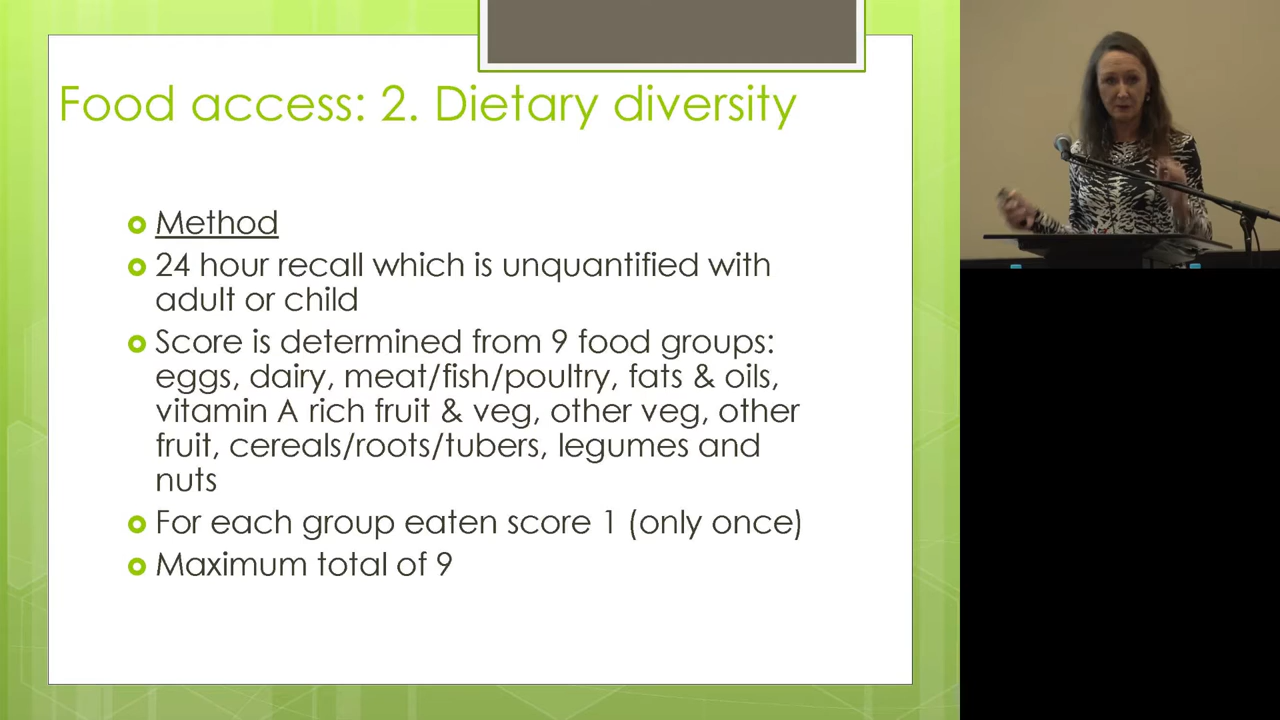 Food access: 2. Dietary diversity
Method
24 hour recall which is unquantified with
adult or child
Score is determined from 9 food groups:
eggs, dairy, meat/fish/poultry, fats & oils,
vitamin A rich fruit & veg, other veg, other
fruit, cereals/roots/tubers, legumes and
nuts
For each group eaten score 1 (only once)
Maximum total of 9